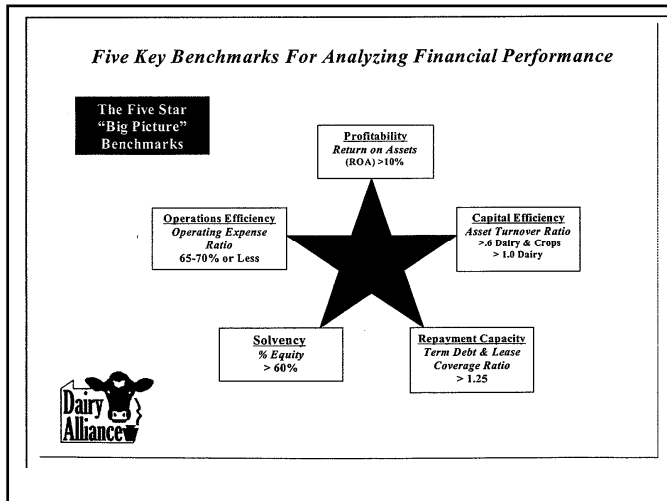 Five Key Benchmarks For Analyzing Financial Performance
The Five Star
“Big Picture”
Benchmarks
Profitability
Return on Assets
(ROA) >10%
Operations Efficiency
Operating Expense
Ratio
65-70% or Less
Capital Efficiency
Asset Turnover Ratio
>.6 Dairy & Crops
> 1.0 Dairy
Solvency
% Equity
> 60%
Repayment Capacity
Term Debt & Lease
Coverage Ratio
> 1.25
Dairy
Alliance